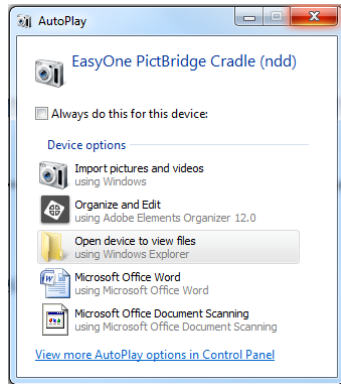 AutoPlay
EasyOne PictBridge Cradle (ndd)
Always do this for this device:
Device options
Import pictures and videos
using Windows
Organize and Edit
using Adobe Elements Organizer 12.0
Open device to view files
using Windows Explorer
Microsoft Office Word
using Microsoft Office Word
Microsoft Office Document Scanning
using Microsoft Office Document Scanning
View more AutoPlay options in Control Panel